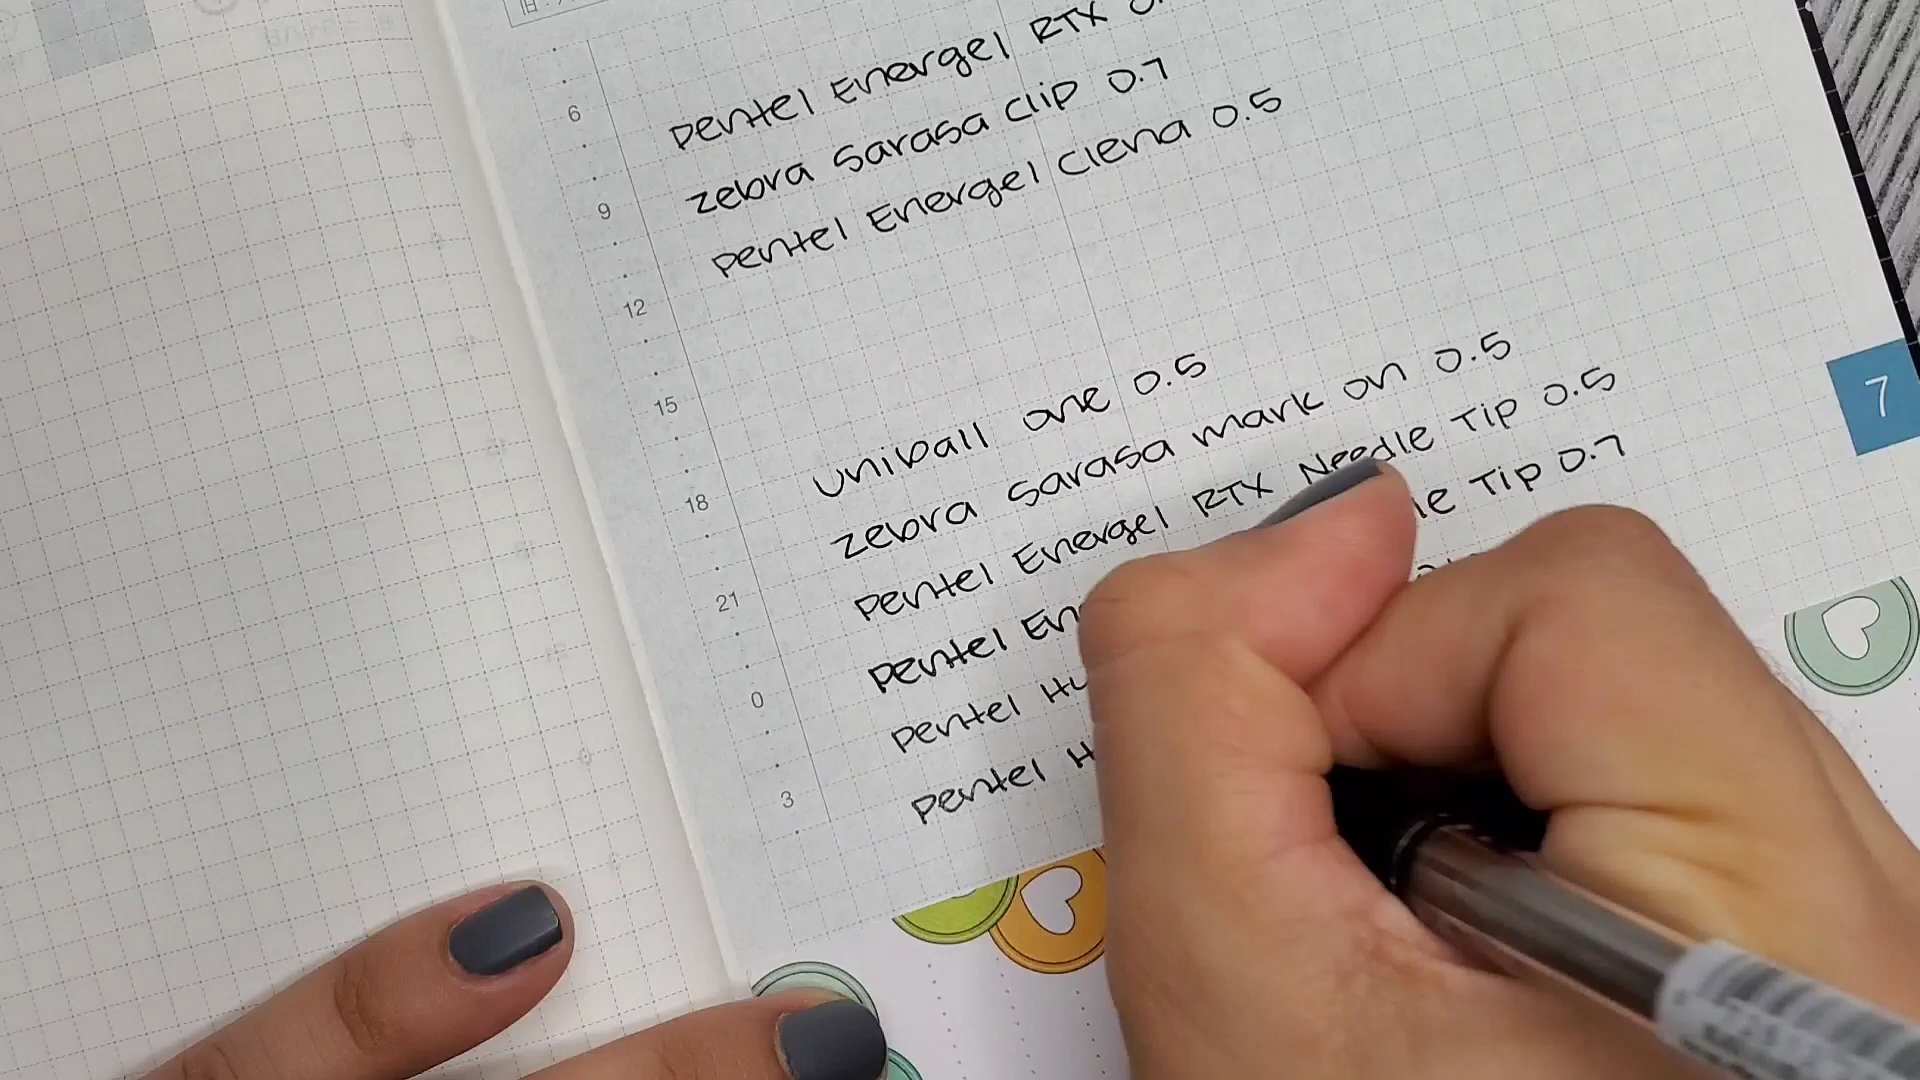 Pentel Energel RTX
6
Zebra Sarasa Clip 0.7
9
Pentel Energel Clena 0.5
12
15
Uniball one 0.5
18
Zebra Sarasa mark on 0.5
21
Pentel Energel RTX Needle Tip 0.5
Tip 0.7
0
Pentel
3
Pentel
7